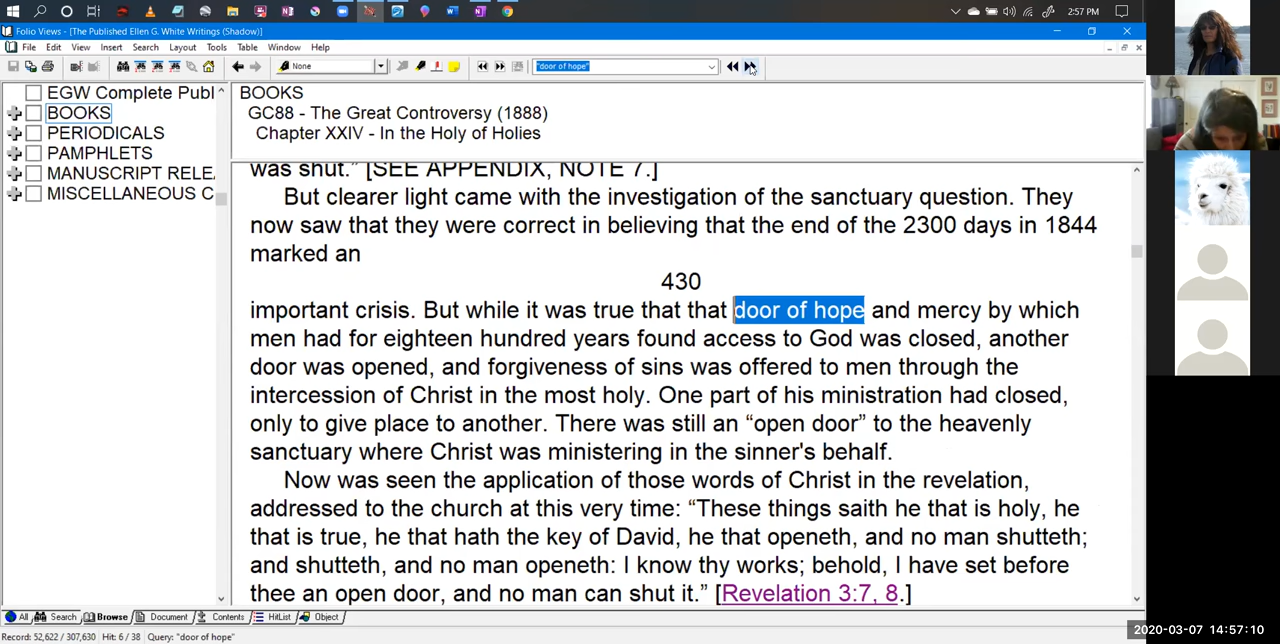 2:57 PM
Folio Views - [The Published Ellen G. White Writings (Shadow)]
File Edit View Insert Search Layout Tools Table Window Help
None
"door of hope"
EGW Complete Publ
BOOKS
PERIODICALS
PAMPHLETS
MANUSCRIPT RELEA
MISCELLANEOUS C
BOOKS
GC88 - The Great Controversy (1888)
Chapter XXIV - In the Holy of Holies
was shut.” [SEE APPENDIX, NOTE 7.]
But clearer light came with the investigation of the sanctuary question. They
now saw that they were correct in believing that the end of the 2300 days in 1844
marked an
430
important crisis. But while it was true that that door of hope and mercy by which
men had for eighteen hundred years found access to God was closed, another
door was opened, and forgiveness of sins was offered to men through the
intercession of Christ in the most holy. One part of his ministration had closed,
only to give place to another. There was still an “open door” to the heavenly
sanctuary where Christ was ministering in the sinner's behalf.
Now was seen the application of those words of Christ in the revelation,
addressed to the church at this very time: “These things saith he that is holy, he
that is true, he that hath the key of David, he that openeth, and no man shutteth;
and shutteth, and no man openeth: I know thy works; behold, I have set before
thee an open door, and no man can shut it.” [Revelation 3:7, 8.]
All Search Browse Document Contents HitList Object
Record: 52,622 / 307,630 Hit: 6 / 38 Query: "door of hope"
2020-03-07 14:57:10